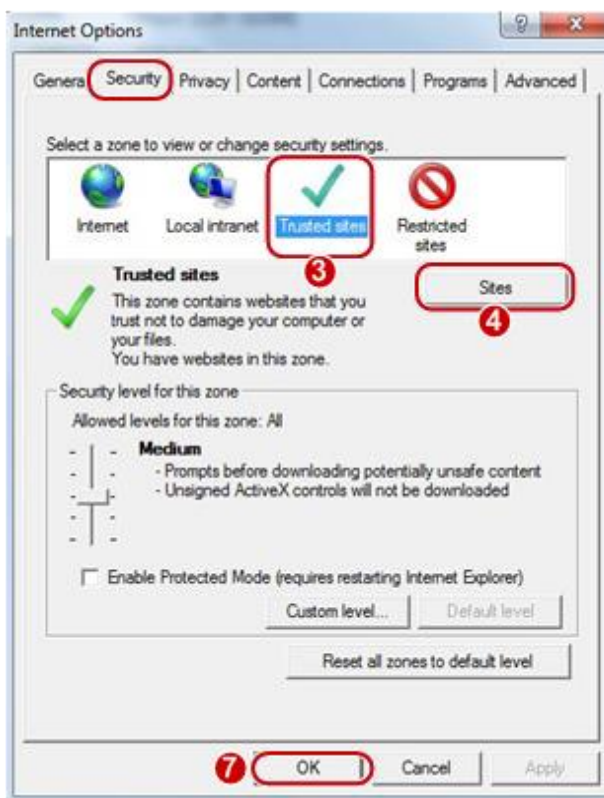 Internet Options
General
Security
Privacy
Content
Connections
Programs
Advanced
Select a zone to view or change security settings.
Internet
Local intranet
Trusted sites
Restricted
sites
3
Trusted sites
Sites
4
This zone contains websites that you
trust not to damage your computer or
your files.
You have websites in this zone.
Security level for this zone
Allowed levels for this zone: All
Medium
- Prompts before downloading potentially unsafe content
- Unsigned ActiveX controls will not be downloaded
Enable Protected Mode (requires restarting Internet Explorer)
Custom level...
Default level
Reset all zones to default level
7
OK
Cancel
Apply